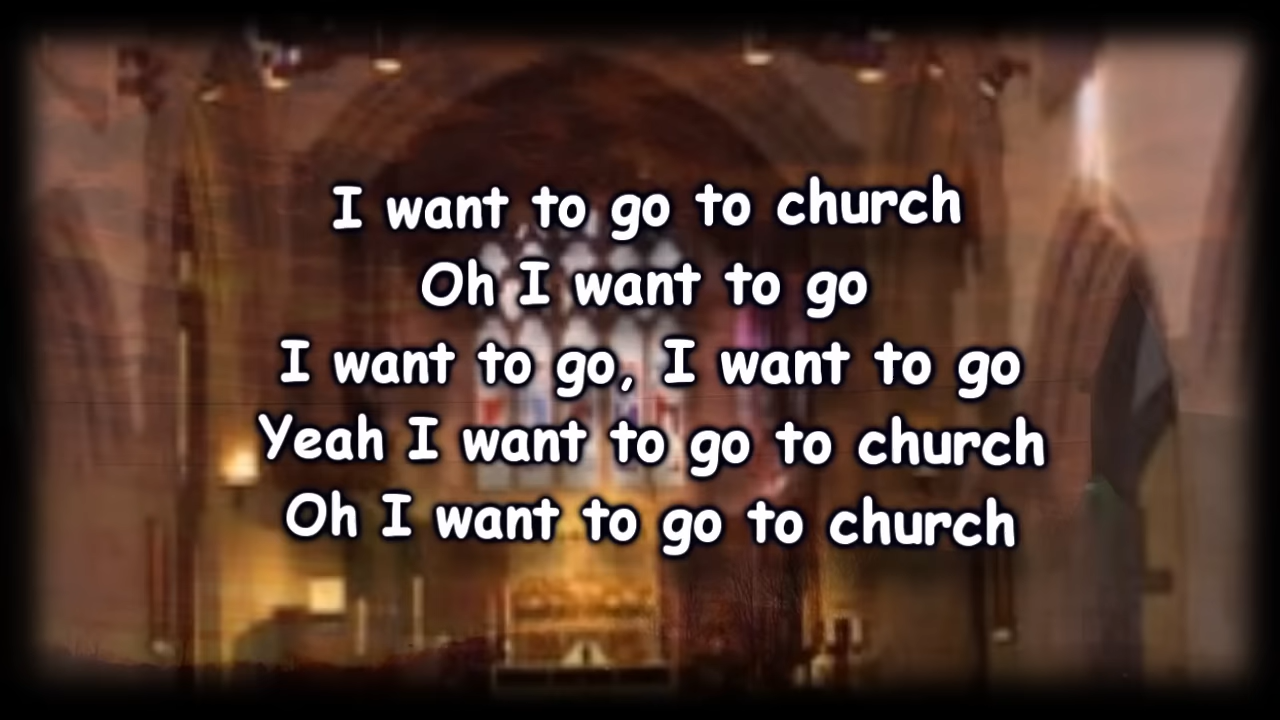 I want to go to church
Oh I want to go
I want to go, I want to go
Yeah I want to go to church
Oh I want to go to church